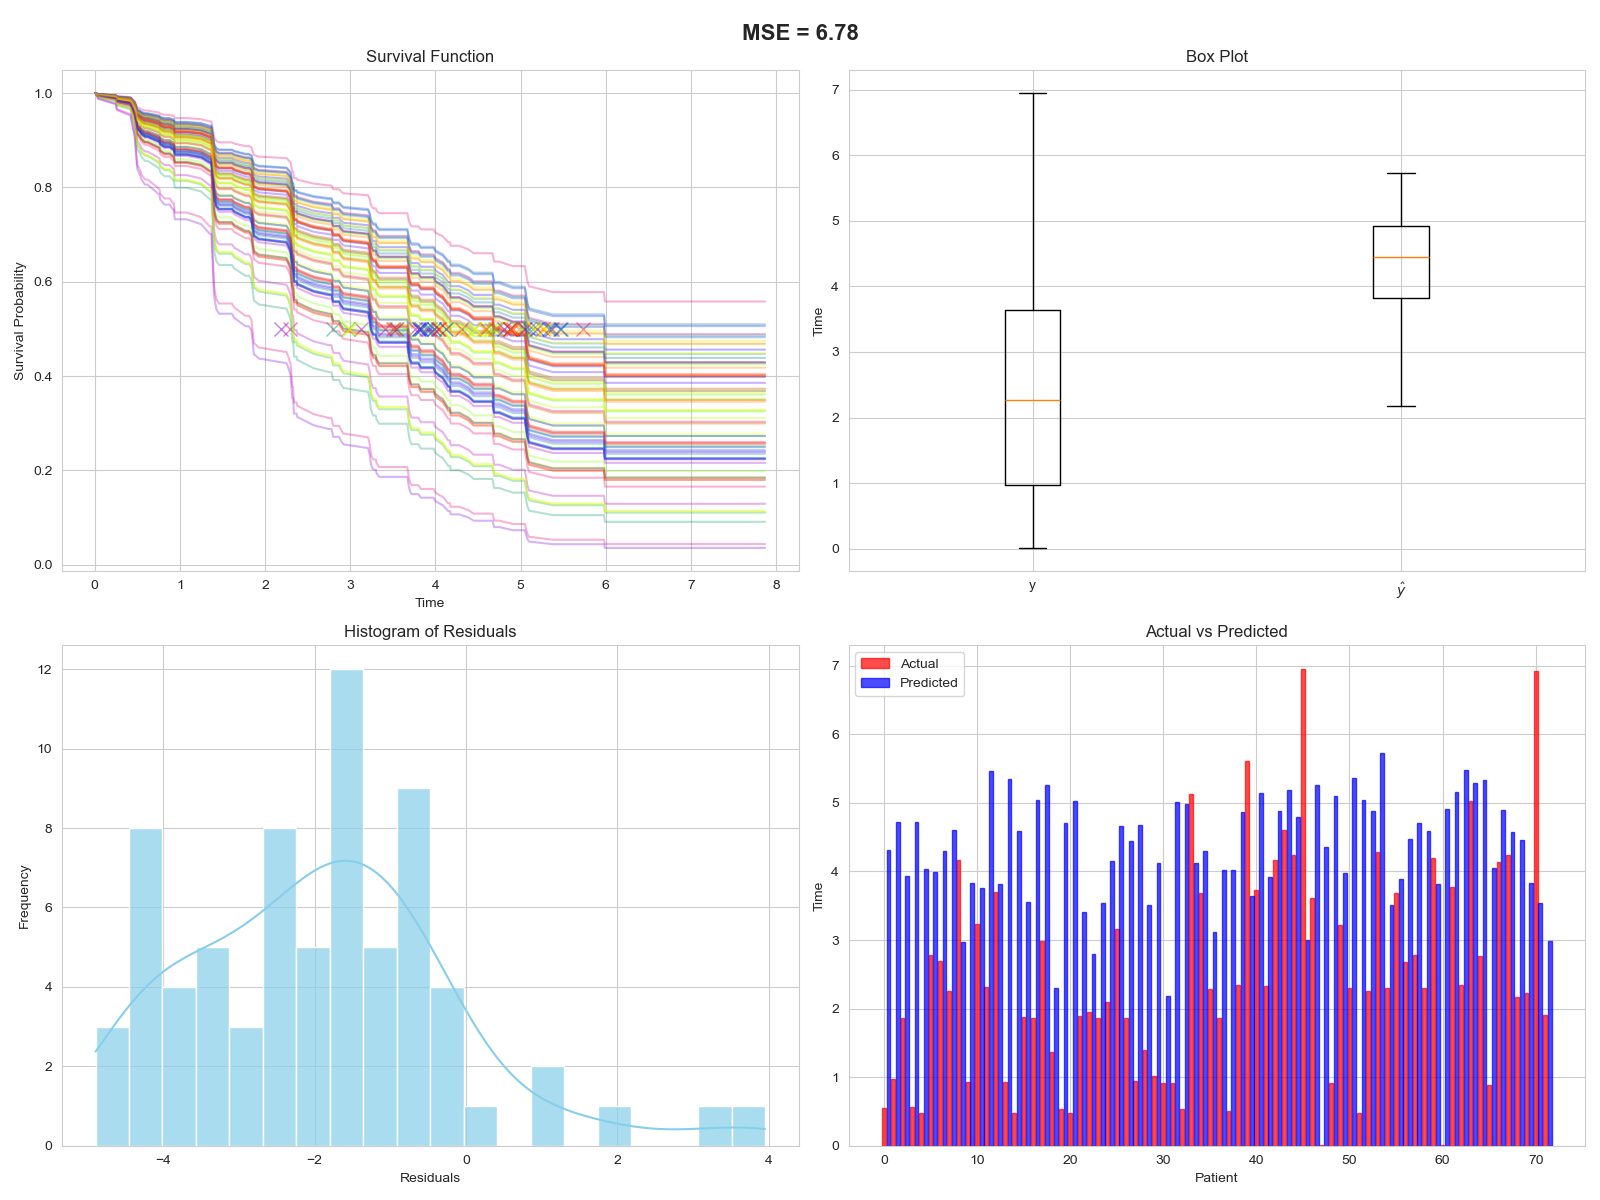 MSE = 6.78
Survival Function
Survival Probability
1.0
0.8
0.6
0.4
0.2
0.0
0 1 2 3 4 5 6 7 8
Time
Box Plot
Time
7
6
5
4
3
2
1
0
y ŷ
Histogram of Residuals
Frequency
12
10
8
6
4
2
0
−4 −2 0 2 4
Residuals
Actual vs Predicted
Actual
Predicted
Time
7
6
5
4
3
2
1
0
0 10 20 30 40 50 60 70
Patient